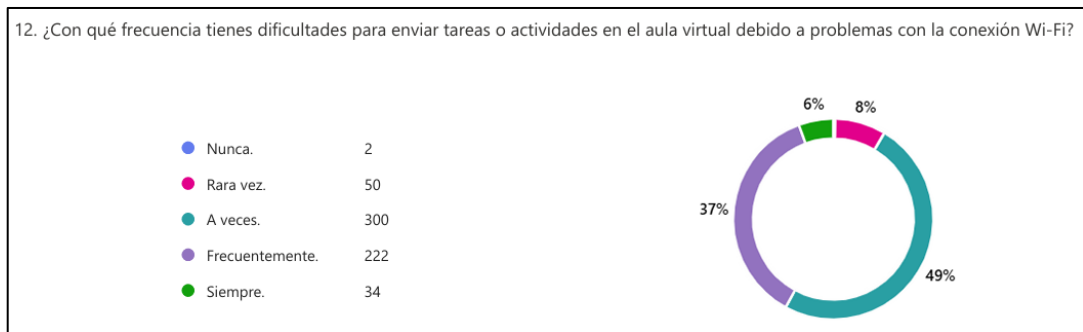 12. ¿Con qué frecuencia tienes dificultades para enviar tareas o actividades en el aula virtual debido a problemas con la conexión Wi-Fi?
6%
8%
Nunca. 2
Rara vez. 50
A veces. 300
37%
Frecuentemente. 222
49%
Siempre. 34